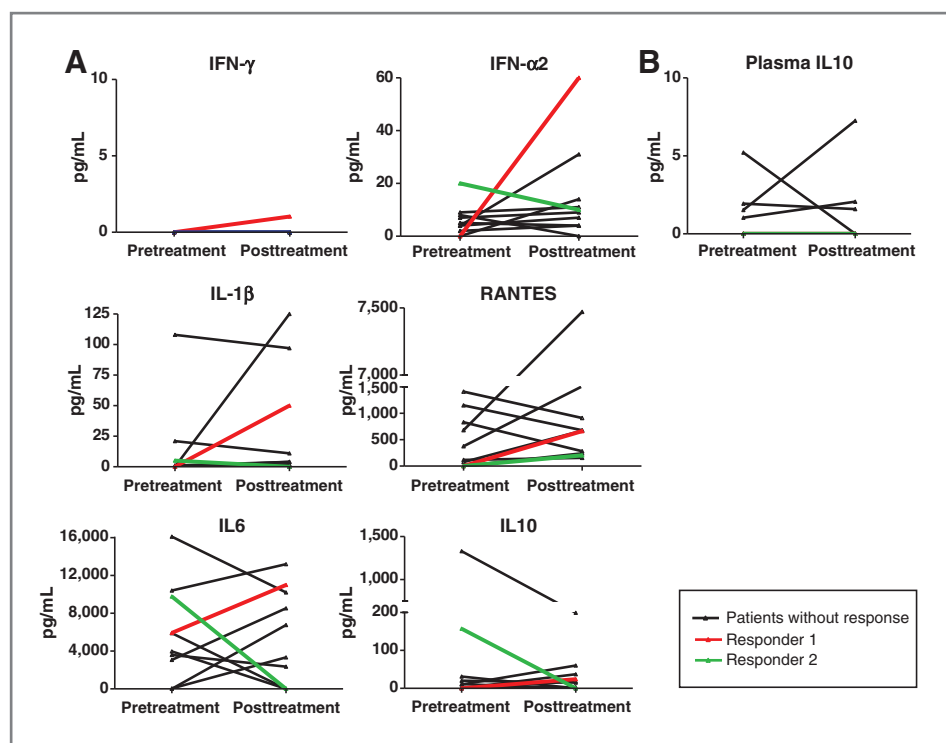 A
B
IFN-γ
IFN-α2
Plasma IL10
10
5
0
pg/mL
Pretreatment Posttreatment
60
40
20
0
pg/mL
Pretreatment Posttreatment
10
5
0
pg/mL
Pretreatment Posttreatment
IL-1β
RANTES
125
100
75
50
25
0
pg/mL
Pretreatment Posttreatment
7,500
7,000
1,500
1,000
500
0
pg/mL
Pretreatment Posttreatment
IL6
IL10
16,000
12,000
8,000
4,000
0
pg/mL
Pretreatment Posttreatment
1,500
1,000
200
100
0
pg/mL
Pretreatment Posttreatment
Patients without response
Responder 1
Responder 2